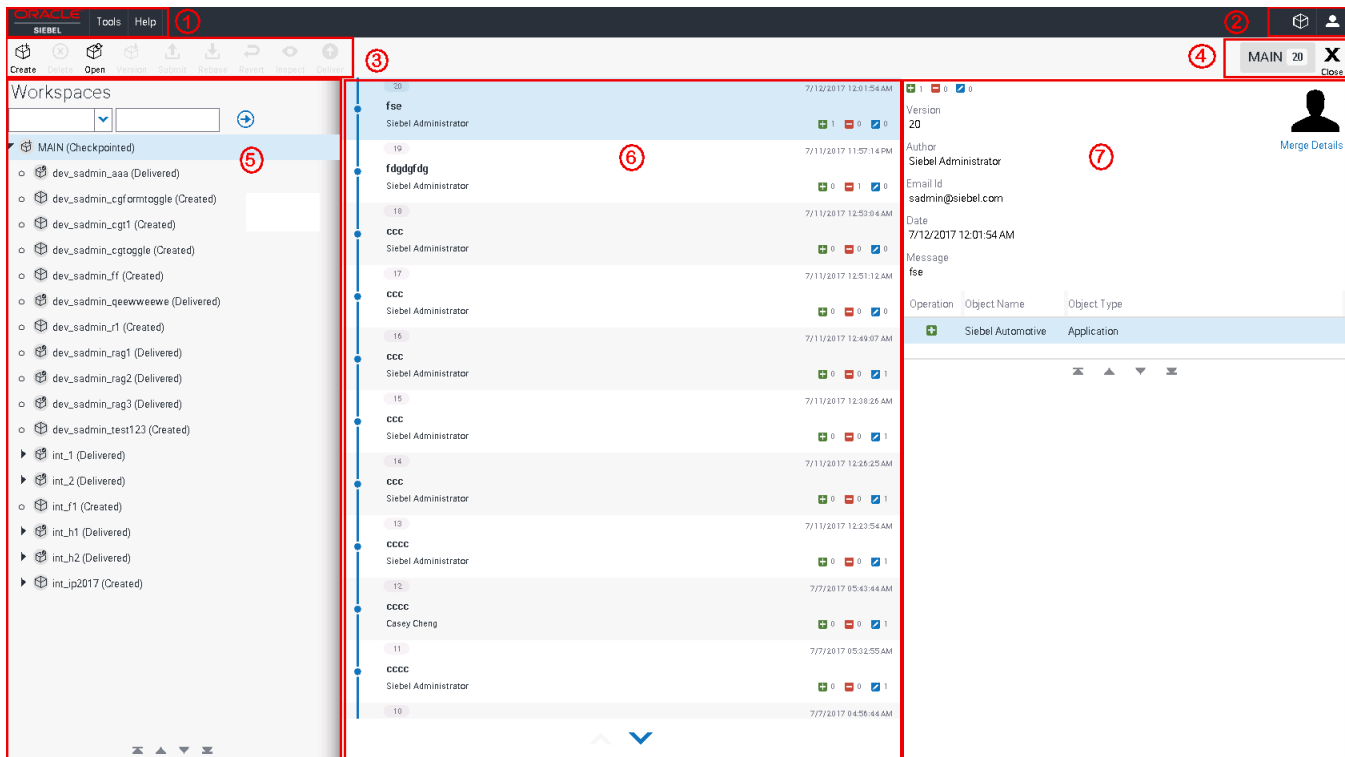 ORACLE
SIEBEL
Tools Help
1
2
Create Delete Open Version Submit Rebase Revert Inspect Deliver
3
4
MAIN 20
X
Close
Workspaces
5
MAIN (Checkpointed)
dev_sadmin_aaa (Delivered)
dev_sadmin_cgformtoggle (Created)
dev_sadmin_cgt1 (Created)
dev_sadmin_cgtoggle (Created)
dev_sadmin_ff (Created)
dev_sadmin_qeewweewe (Delivered)
dev_sadmin_r1 (Created)
dev_sadmin_rag1 (Delivered)
dev_sadmin_rag2 (Delivered)
dev_sadmin_rag3 (Delivered)
dev_sadmin_test123 (Created)
int_1 (Delivered)
int_2 (Delivered)
int_f1 (Created)
int_h1 (Delivered)
int_h2 (Delivered)
int_ip2017 (Created)
6
20 7/12/2017 12:01:54 AM
fse
Siebel Administrator 1 0 0
19 7/11/2017 11:57:14 PM
fdgdgfdg
Siebel Administrator 0 1 0
18 7/11/2017 12:53:04 AM
ccc
Siebel Administrator 0 0 0
17 7/11/2017 12:51:12 AM
ccc
Siebel Administrator 0 0 0
16 7/11/2017 12:49:07 AM
ccc
Siebel Administrator 0 0 1
15 7/11/2017 12:38:26 AM
ccc
Siebel Administrator 0 0 1
14 7/11/2017 12:26:25 AM
ccc
Siebel Administrator 0 0 1
13 7/11/2017 12:23:54 AM
cccc
Siebel Administrator 0 0 1
12 7/7/2017 05:43:44 AM
cccc
Casey Cheng 0 0 1
11 7/7/2017 05:32:55 AM
cccc
Siebel Administrator 0 0 1
10 7/7/2017 04:56:44 AM
7
1 0 0
Version
20
Author
Siebel Administrator
Email Id
sadmin@siebel.com
Date
7/12/2017 12:01:54 AM
Message
fse
Merge Details
Operation Object Name Object Type
Siebel Automotive Application